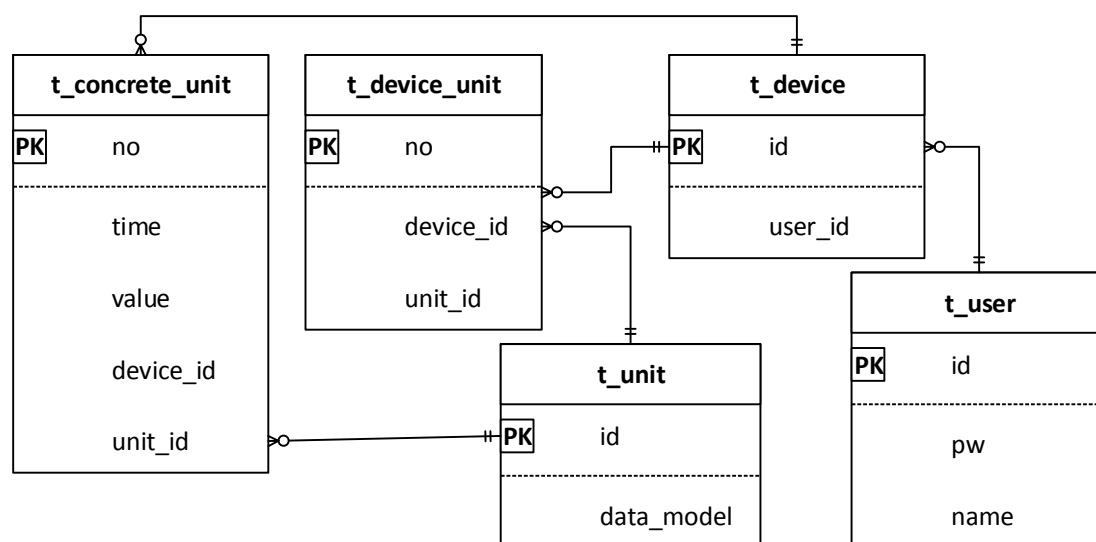 t_concrete_unit
PK no
time
value
device_id
unit_id
t_device_unit
PK no
device_id
unit_id
t_device
PK id
user_id
t_unit
PK id
data_model
t_user
PK id
pw
name